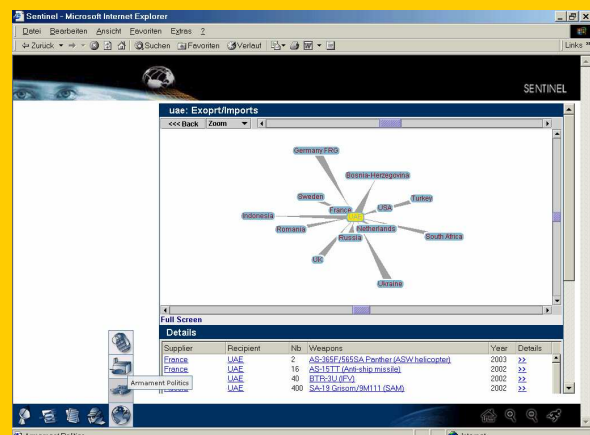 Sentinel - Microsoft Internet Explorer
Datei Bearbeiten Ansicht Favoriten Extras ?
Zurück Suchen Favoriten Verlauf Links
SENTINEL
uae: Exoprt/Imports
<<< Back Zoom
Germany FRG
Bosnia-Herzegovina
Sweden
Turkey
France
USA
Indonesia
UAE
Romania
Netherlands
Russia
South Africa
UK
Ukraine
Full Screen
Details
Supplier Recipient Nb Weapons Year Details
France UAE 2 AS-365F/565SA Panther (ASW helicopter) 2003 >>
France UAE 16 AS-15TT (Anti-ship missile) 2002 >>
UAE 40 BTR-3U (IFV) 2002 >>
UAE 400 SA-19 Grisom/9M111 (SAM) 2002 >>
Armament Politics
Armament Politics
Internet